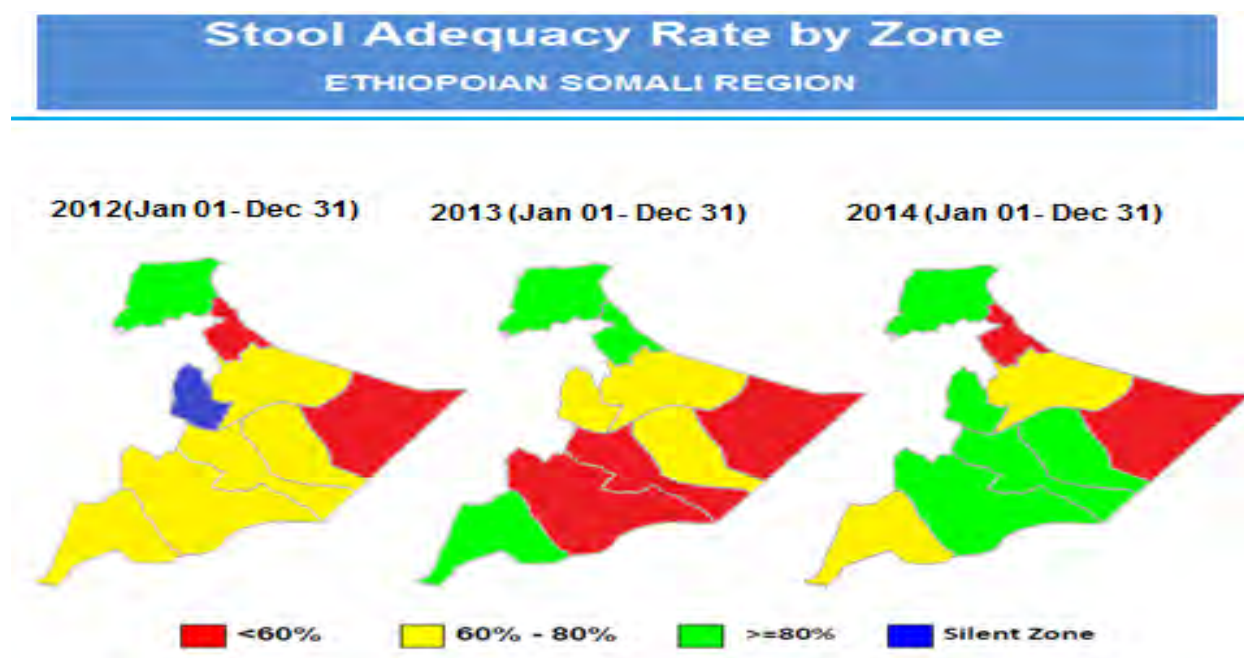 Stool Adequacy Rate by Zone
ETHIOPOIAN SOMALI REGION
2012(Jan 01- Dec 31)
2013 (Jan 01- Dec 31)
2014 (Jan 01- Dec 31)
<60%
60% - 80%
>=80%
Silent Zone